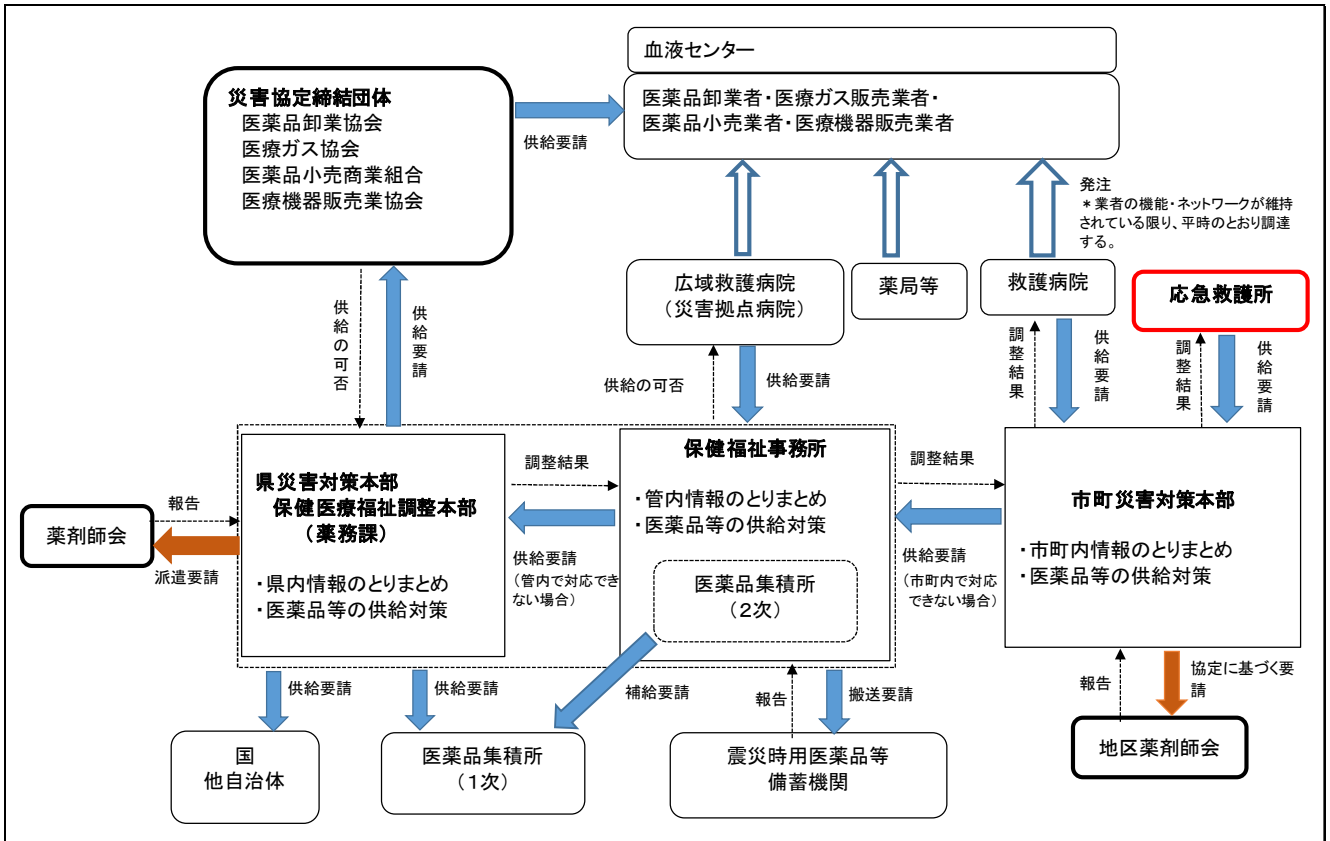 血液センター
災害協定締結団体
医薬品卸業協会
医療ガス協会
医薬品小売商業組合
医療機器販売業協会
供給要請
医薬品卸業者・医療ガス販売業者・
医薬品小売業者・医療機器販売業者
発注
＊業者の機能・ネットワークが維持
されている限り、平時のとおり調達
する。
広域救護病院
（災害拠点病院）
薬局等
救護病院
応急救護所
供給の可否
供給要請
供給の可否
供給要請
調整結果
供給要請
調整結果
供給要請
県災害対策本部
保健医療福祉調整本部
（薬務課）
・県内情報のとりまとめ
・医薬品等の供給対策
調整結果
供給要請
（管内で対応でき
ない場合）
保健福祉事務所
・管内情報のとりまとめ
・医薬品等の供給対策
医薬品集積所
（２次）
調整結果
供給要請
（市町内で対応
できない場合）
市町災害対策本部
・市町内情報のとりまとめ
・医薬品等の供給対策
報告
薬剤師会
派遣要請
供給要請
供給要請
補給要請
報告
搬送要請
報告
協定に基づく要
請
国
他自治体
医薬品集積所
（１次）
震災時用医薬品等
備蓄機関
地区薬剤師会